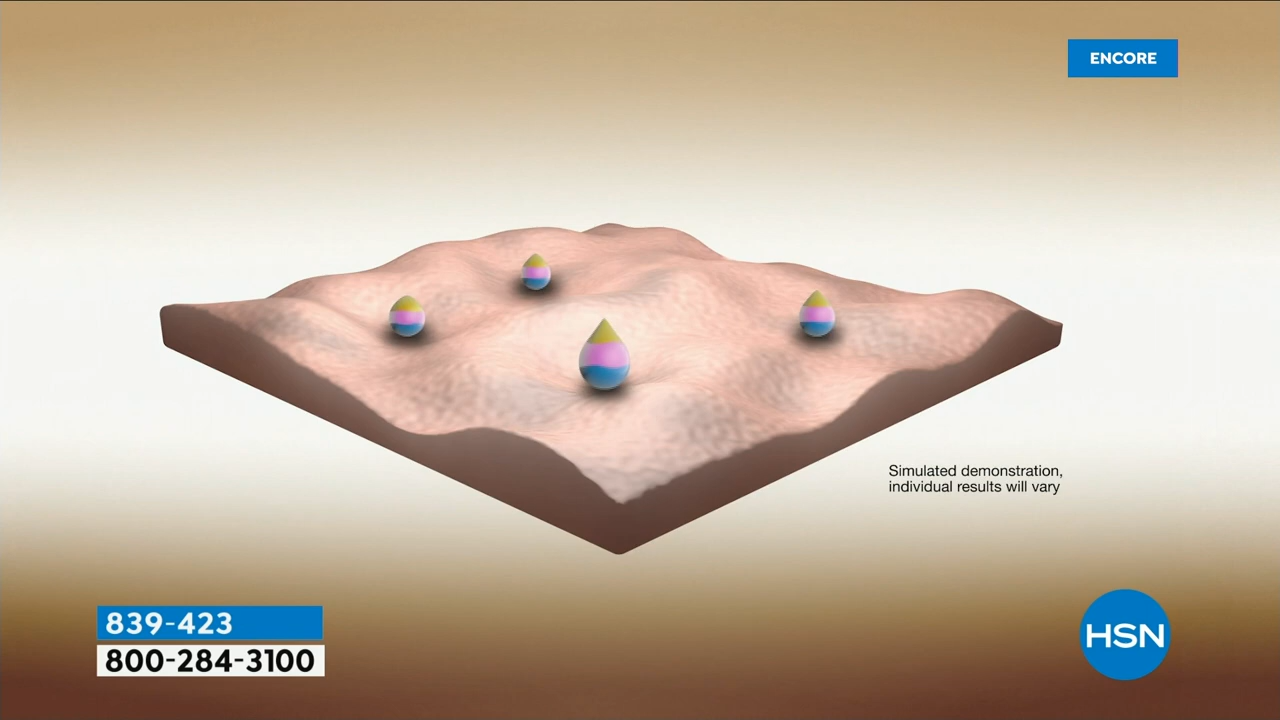 ENCORE
Simulated demonstration,
individual results will vary
839-423
800-284-3100
HSN